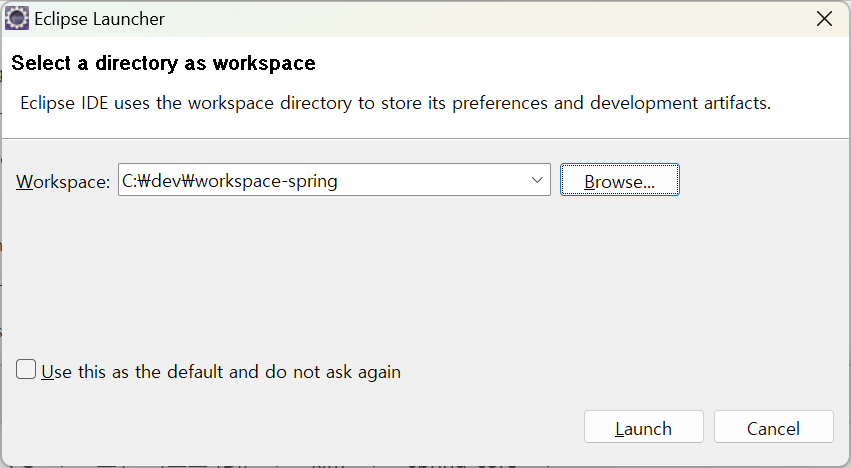 Eclipse Launcher
Select a directory as workspace
Eclipse IDE uses the workspace directory to store its preferences and development artifacts.
Workspace: C:₩dev₩workspace-spring Browse...
Use this as the default and do not ask again
Launch Cancel